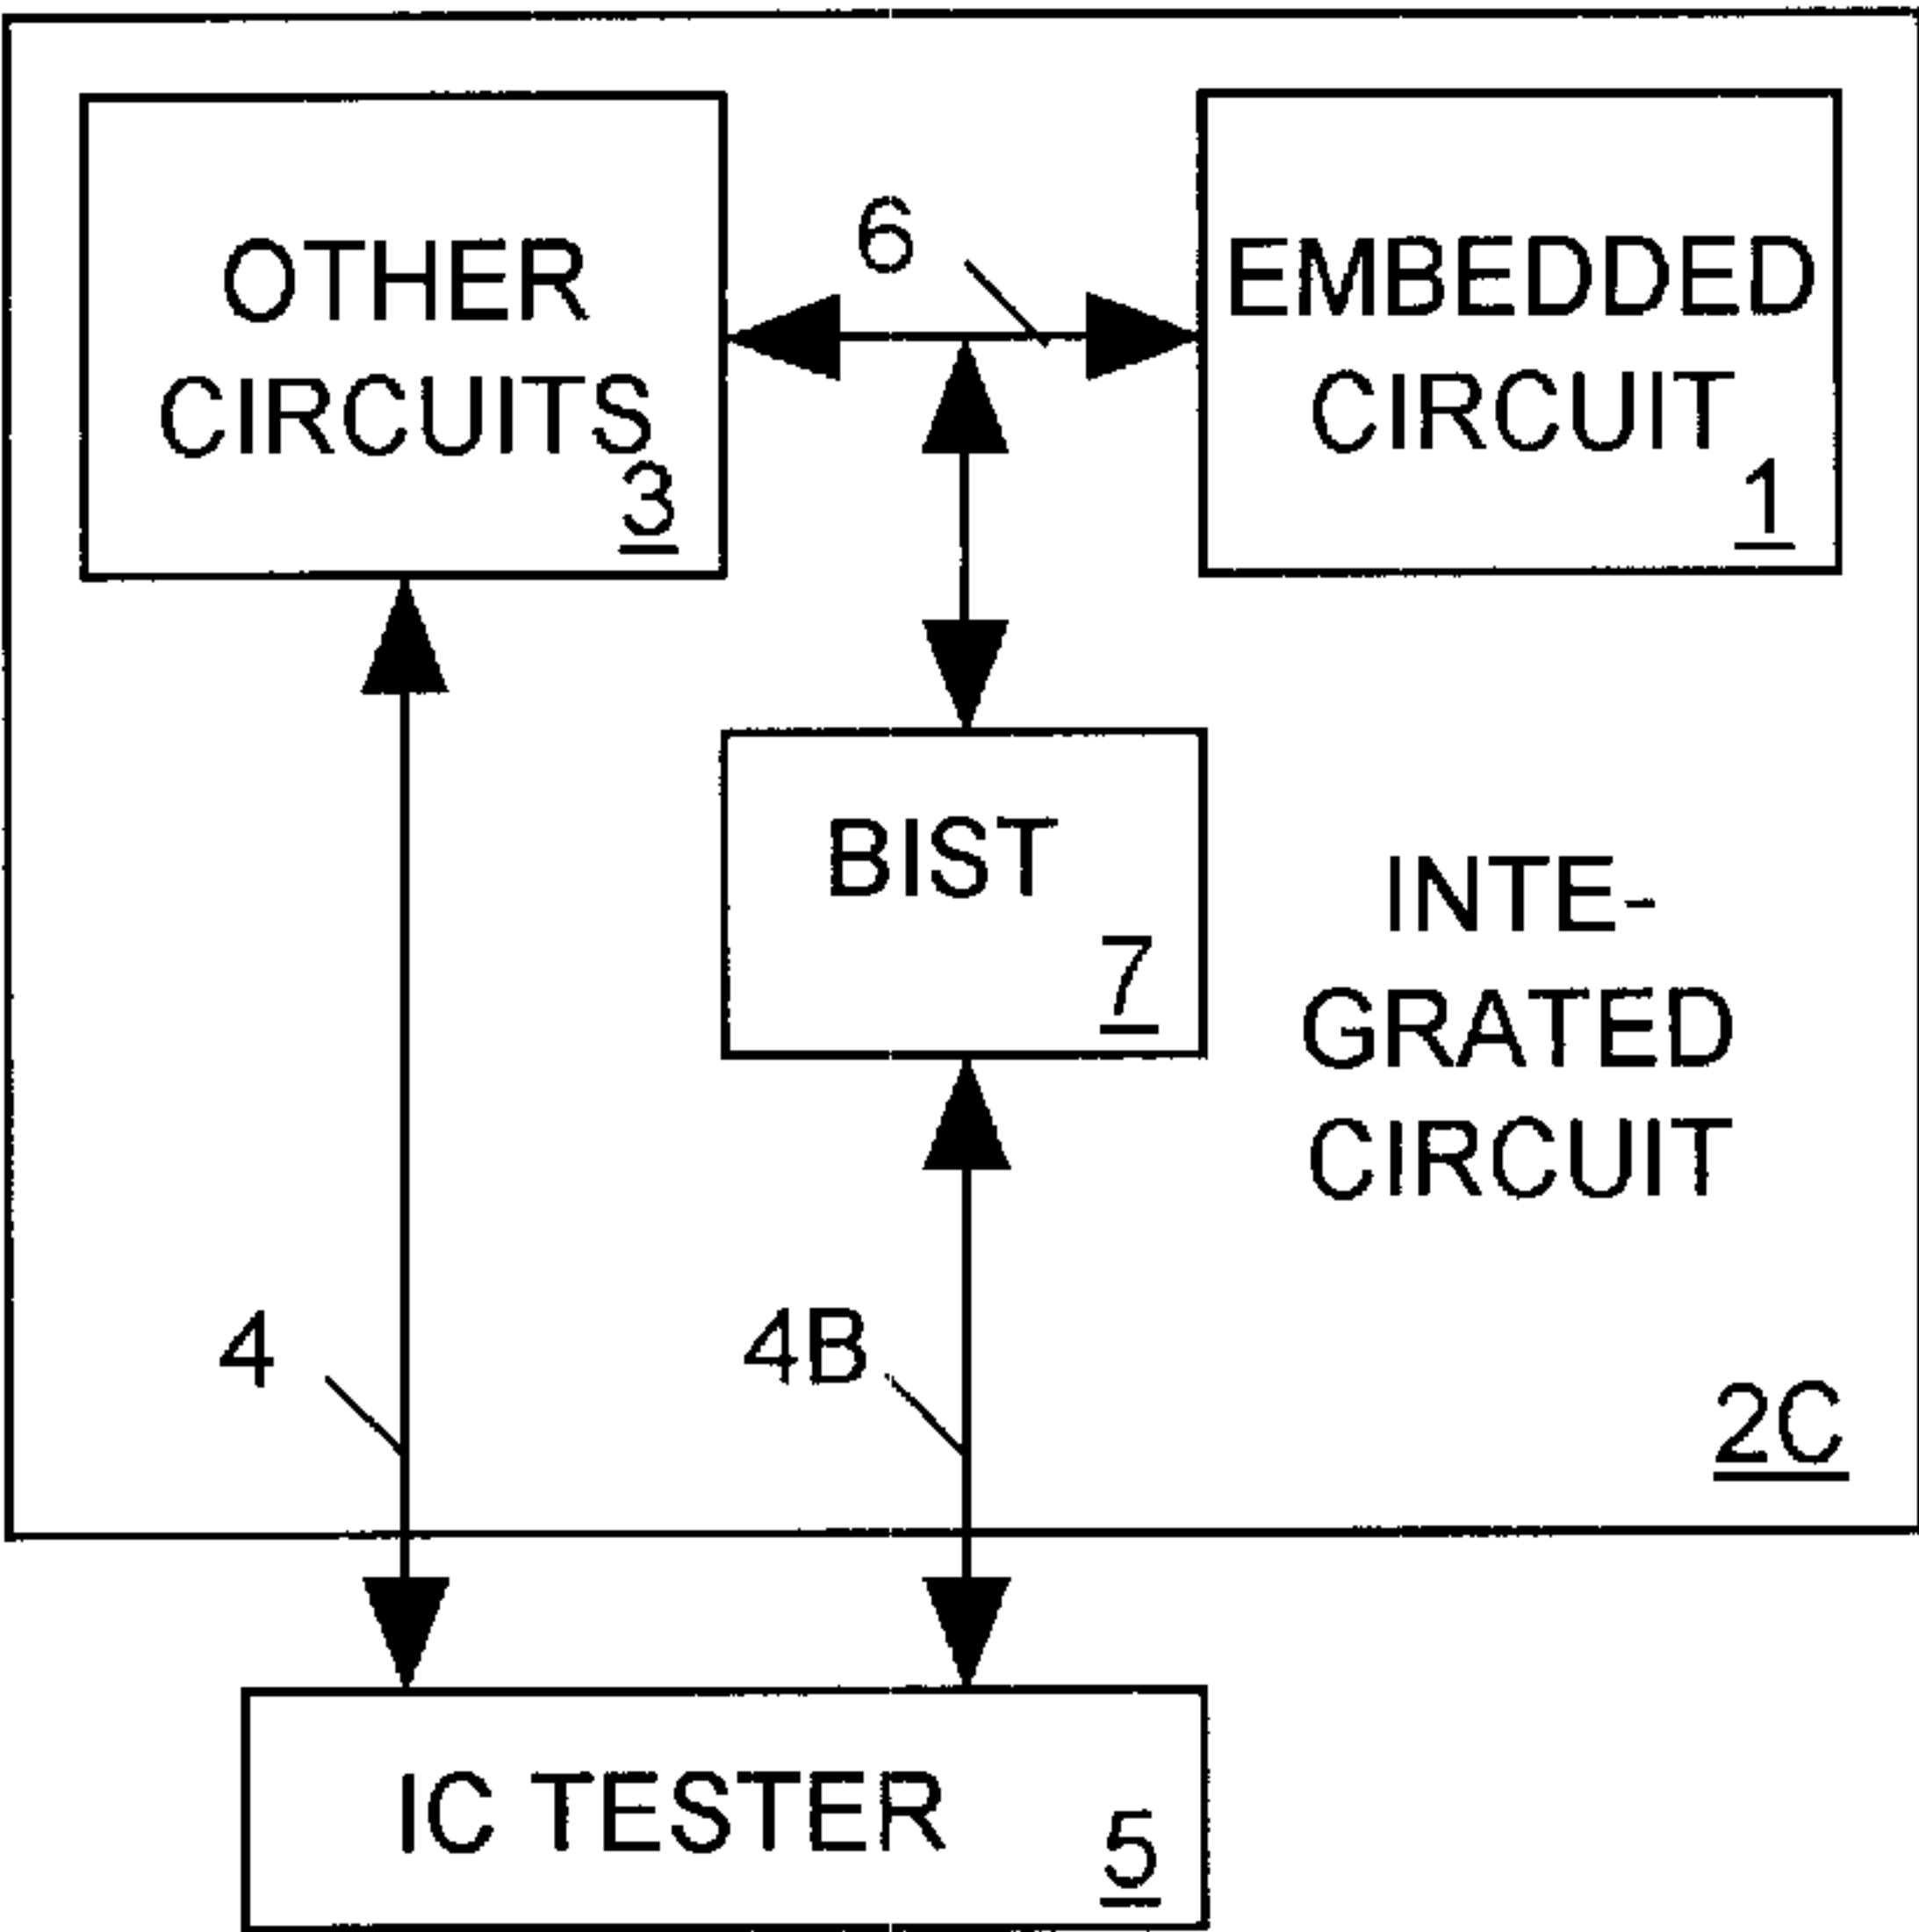 OTHER
CIRCUITS
3
6
EMBEDDED
CIRCUIT
1
BIST
7
INTE-
GRATED
CIRCUIT
4
4B
2C
IC TESTER
5